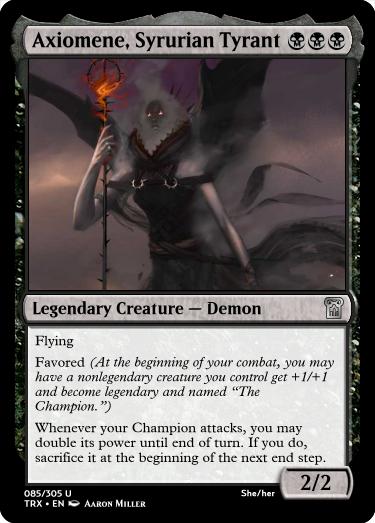 Axiomene, Syrurian Tyrant
Legendary Creature — Demon
Flying
Favored (At the beginning of your combat, you may
have a nonlegendary creature you control get +1/+1
and become legendary and named “The
Champion.”)
Whenever your Champion attacks, you may
double its power until end of turn. If you do,
sacrifice it at the beginning of the next end step.
2/2
085/305 U
She/her
TRX • EN AARON MILLER